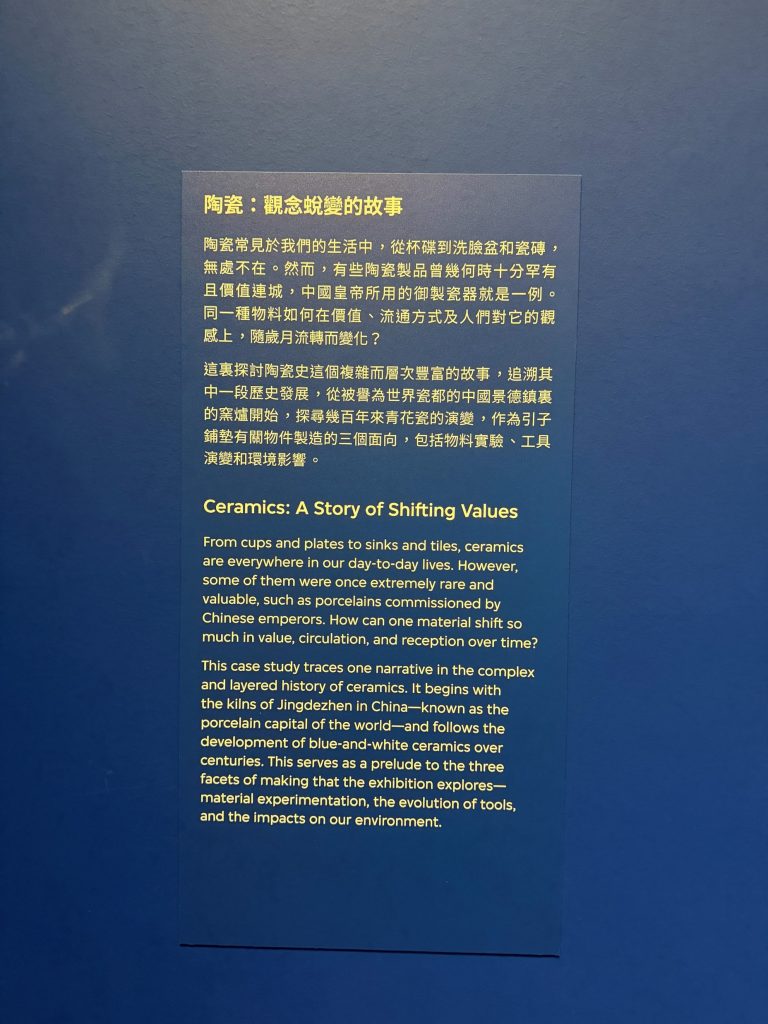 陶瓷：觀念蛻變的故事
陶瓷常見於我們的生活中，從杯碟到洗臉盆和瓷磚，
無處不在。然而，有些陶瓷製品曾幾何時十分罕有
且價值連城，中國皇帝所用的御製瓷器就是一例。
同一種物料如何在價值、流通方式及人們對它的觀
感上，隨歲月流轉而變化？
這裏探討陶瓷史這個複雜而層次豐富的故事，追溯其
中一段歷史發展，從被譽為世界瓷都的中國景德鎮裏
的窯爐開始，探尋幾百年來青花瓷的演變，作為引子
鋪墊有關物件製造的三個面向，包括物料實驗、工具
演變和環境影響。
Ceramics: A Story of Shifting Values
From cups and plates to sinks and tiles, ceramics
are everywhere in our day-to-day lives. However,
some of them were once extremely rare and
valuable, such as porcelains commissioned by
Chinese emperors. How can one material shift so
much in value, circulation, and reception over time?
This case study traces one narrative in the complex
and layered history of ceramics. It begins with
the kilns of Jingdezhen in China—known as the
porcelain capital of the world—and follows the
development of blue-and-white ceramics over
centuries. This serves as a prelude to the three
facets of making that the exhibition explores—
material experimentation, the evolution of tools,
and the impacts on our environment.